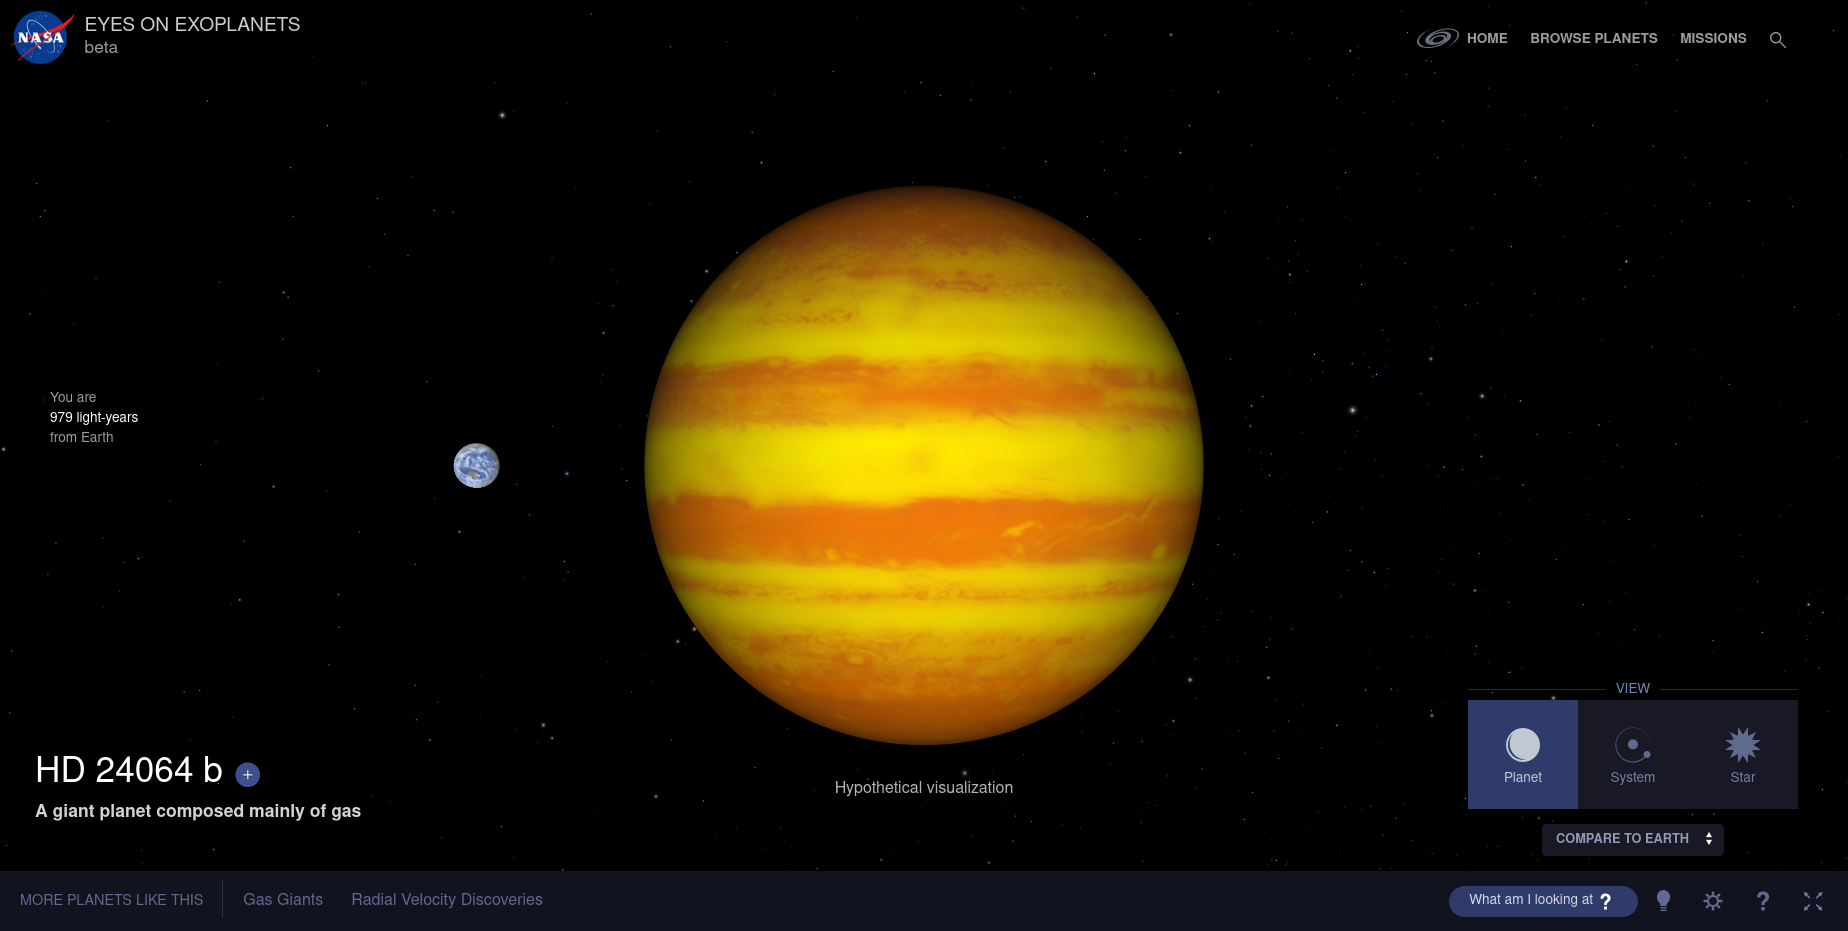 NASA
EYES ON EXOPLANETS
beta
HOME
BROWSE PLANETS
MISSIONS
You are
979 light-years
from Earth
HD 24064 b +
A giant planet composed mainly of gas
Hypothetical visualization
VIEW
Planet
System
Star
COMPARE TO EARTH
MORE PLANETS LIKE THIS
Gas Giants
Radial Velocity Discoveries
What am I looking at ?
?